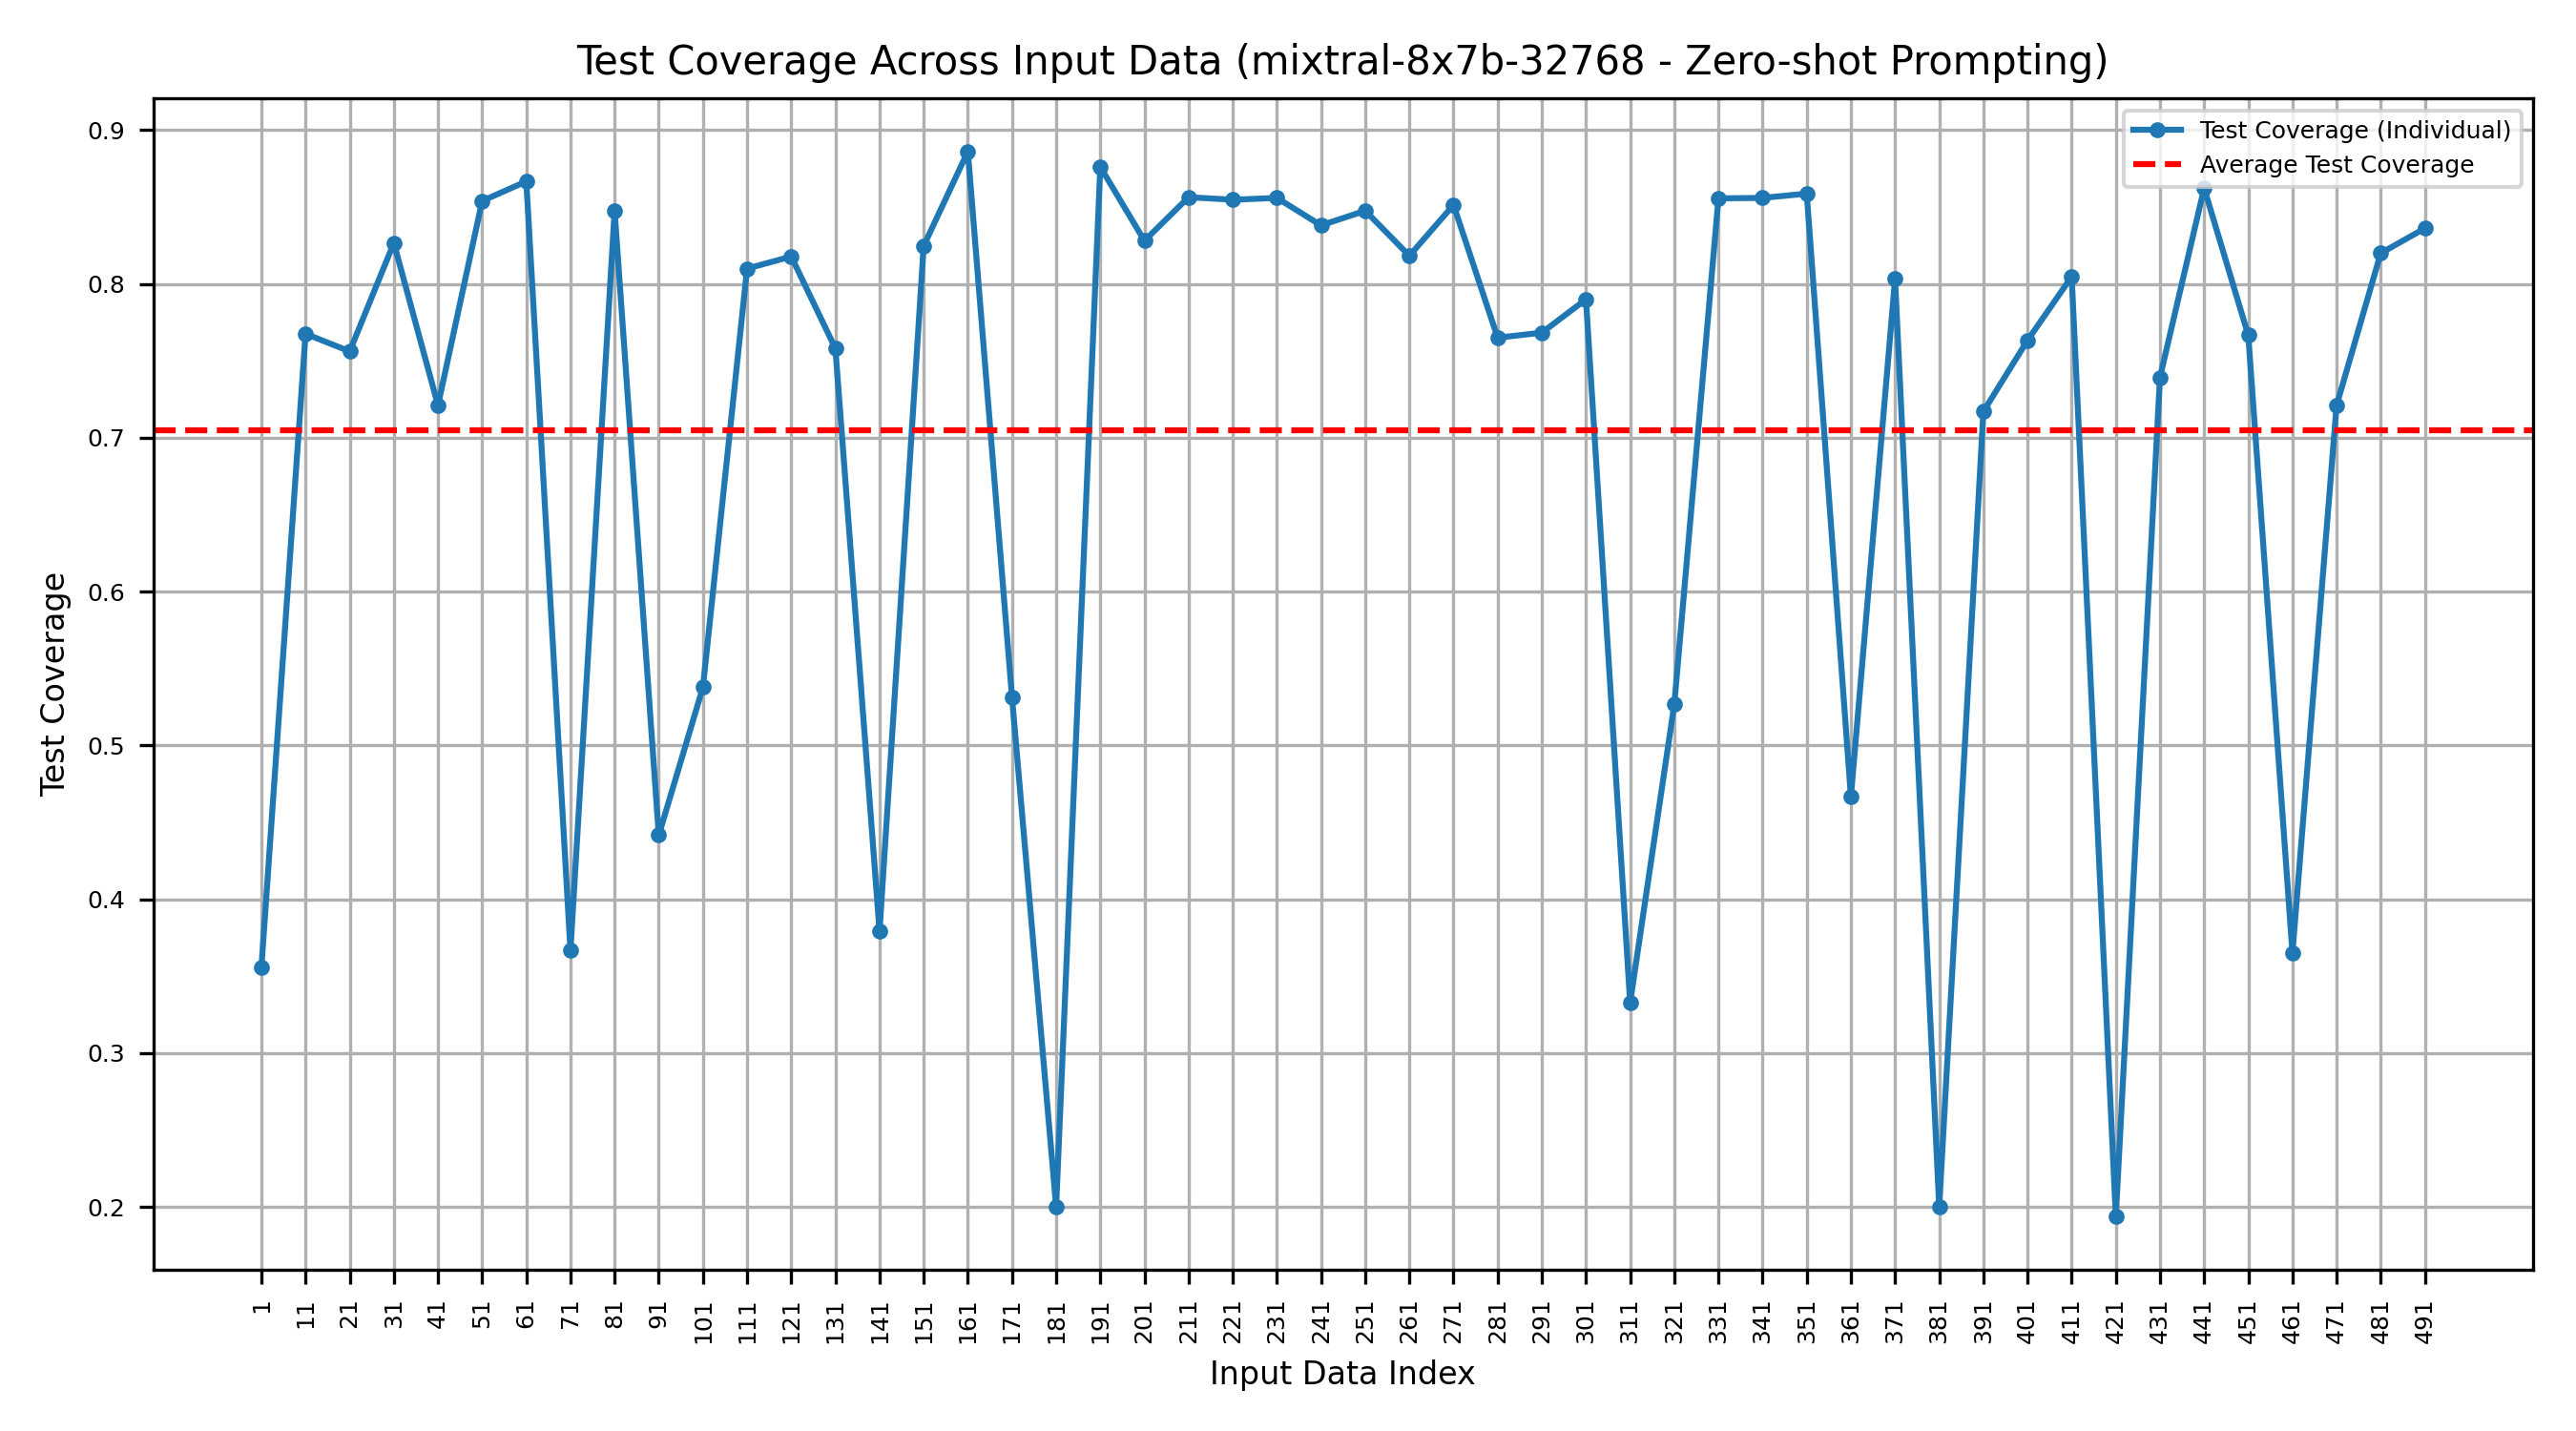 Test Coverage Across Input Data (mixtral-8x7b-32768 - Zero-shot Prompting)
Test Coverage (Individual)
Average Test Coverage
Test Coverage
0.9
0.8
0.7
0.6
0.5
0.4
0.3
0.2
1 11 21 31 41 51 61 71 81 91 101 111 121 131 141 151 161 171 181 191 201 211 221 231 241 251 261 271 281 291 301 311 321 331 341 351 361 371 381 391 401 411 421 431 441 451 461 471 481 491
Input Data Index